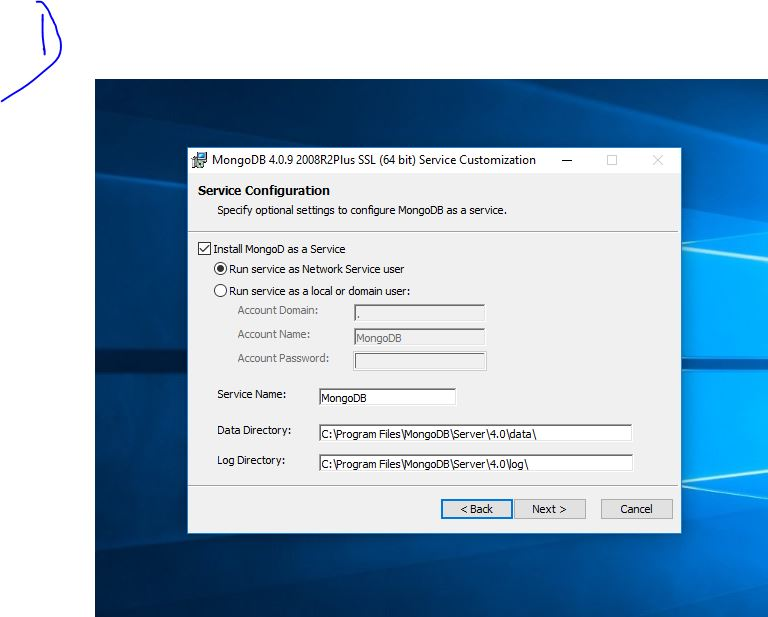 1)
MongoDB 4.0.9 2008R2Plus SSL (64 bit) Service Customization
Service Configuration
Specify optional settings to configure MongoDB as a service.
Install MongoD as a Service
Run service as Network Service user
Run service as a local or domain user:
Account Domain: .
Account Name: MongoDB
Account Password:
Service Name: MongoDB
Data Directory: C:\Program Files\MongoDB\Server\4.0\data\
Log Directory: C:\Program Files\MongoDB\Server\4.0\log\
< Back Next > Cancel